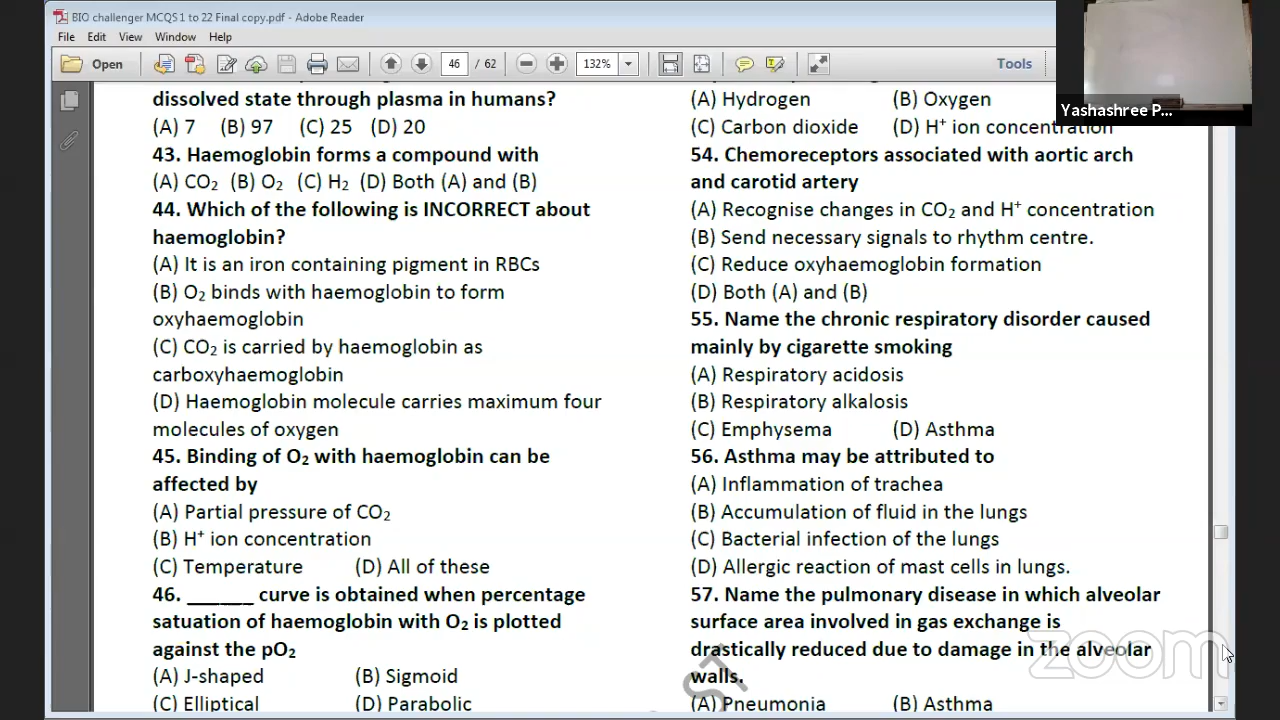 BIO challenger MCQS 1 to 22 Final copy.pdf - Adobe Reader
File Edit View Window Help
Open 46 / 62 132% Tools
Yashashree P...
dissolved state through plasma in humans?
(A) 7 (B) 97 (C) 25 (D) 20
43. Haemoglobin forms a compound with
(A) CO₂ (B) O₂ (C) H₂ (D) Both (A) and (B)
44. Which of the following is INCORRECT about
haemoglobin?
(A) It is an iron containing pigment in RBCs
(B) O₂ binds with haemoglobin to form
oxyhaemoglobin
(C) CO₂ is carried by haemoglobin as
carboxyhaemoglobin
(D) Haemoglobin molecule carries maximum four
molecules of oxygen
45. Binding of O₂ with haemoglobin can be
affected by
(A) Partial pressure of CO₂
(B) H⁺ ion concentration
(C) Temperature (D) All of these
46. ______ curve is obtained when percentage
satuation of haemoglobin with O₂ is plotted
against the pO₂
(A) J-shaped (B) Sigmoid
(C) Elliptical (D) Parabolic
(A) Hydrogen (B) Oxygen
(C) Carbon dioxide (D) H⁺ ion concentration
54. Chemoreceptors associated with aortic arch
and carotid artery
(A) Recognise changes in CO₂ and H⁺ concentration
(B) Send necessary signals to rhythm centre.
(C) Reduce oxyhaemoglobin formation
(D) Both (A) and (B)
55. Name the chronic respiratory disorder caused
mainly by cigarette smoking
(A) Respiratory acidosis
(B) Respiratory alkalosis
(C) Emphysema (D) Asthma
56. Asthma may be attributed to
(A) Inflammation of trachea
(B) Accumulation of fluid in the lungs
(C) Bacterial infection of the lungs
(D) Allergic reaction of mast cells in lungs.
57. Name the pulmonary disease in which alveolar
surface area involved in gas exchange is
drastically reduced due to damage in the alveolar
walls.
(A) Pneumonia (B) Asthma
ST
zoom